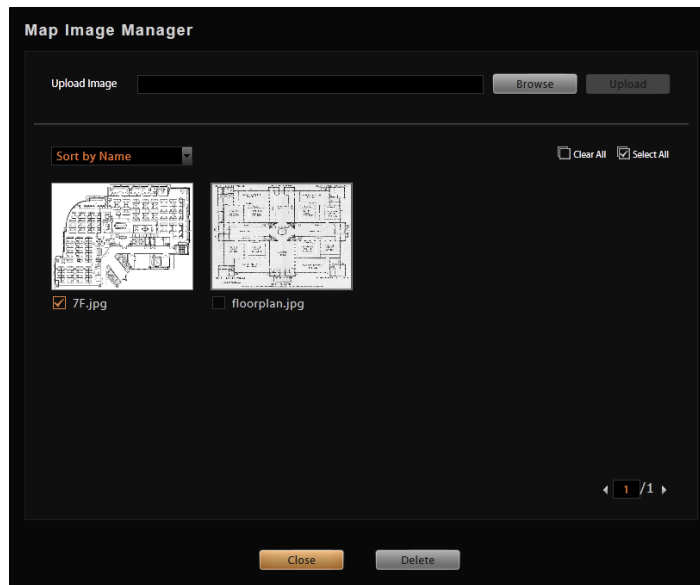 Map Image Manager
Upload Image Browse Upload
Sort by Name Clear All Select All
7F.jpg floorplan.jpg
1 /1
Close Delete